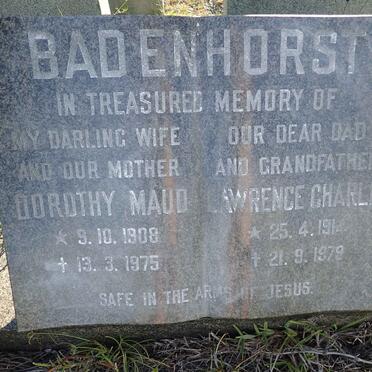 BADENHORST
IN TREASURED MEMORY OF
MY DARLING WIFE OUR DEAR DAD
AND OUR MOTHER AND GRANDFATHER
DOROTHY MAUD LAWRENCE CHARL
★ 9.10.1908 ★ 25.4.1914
† 13.3.1975 † 21.9.1979
SAFE IN THE ARMS OF JESUS.